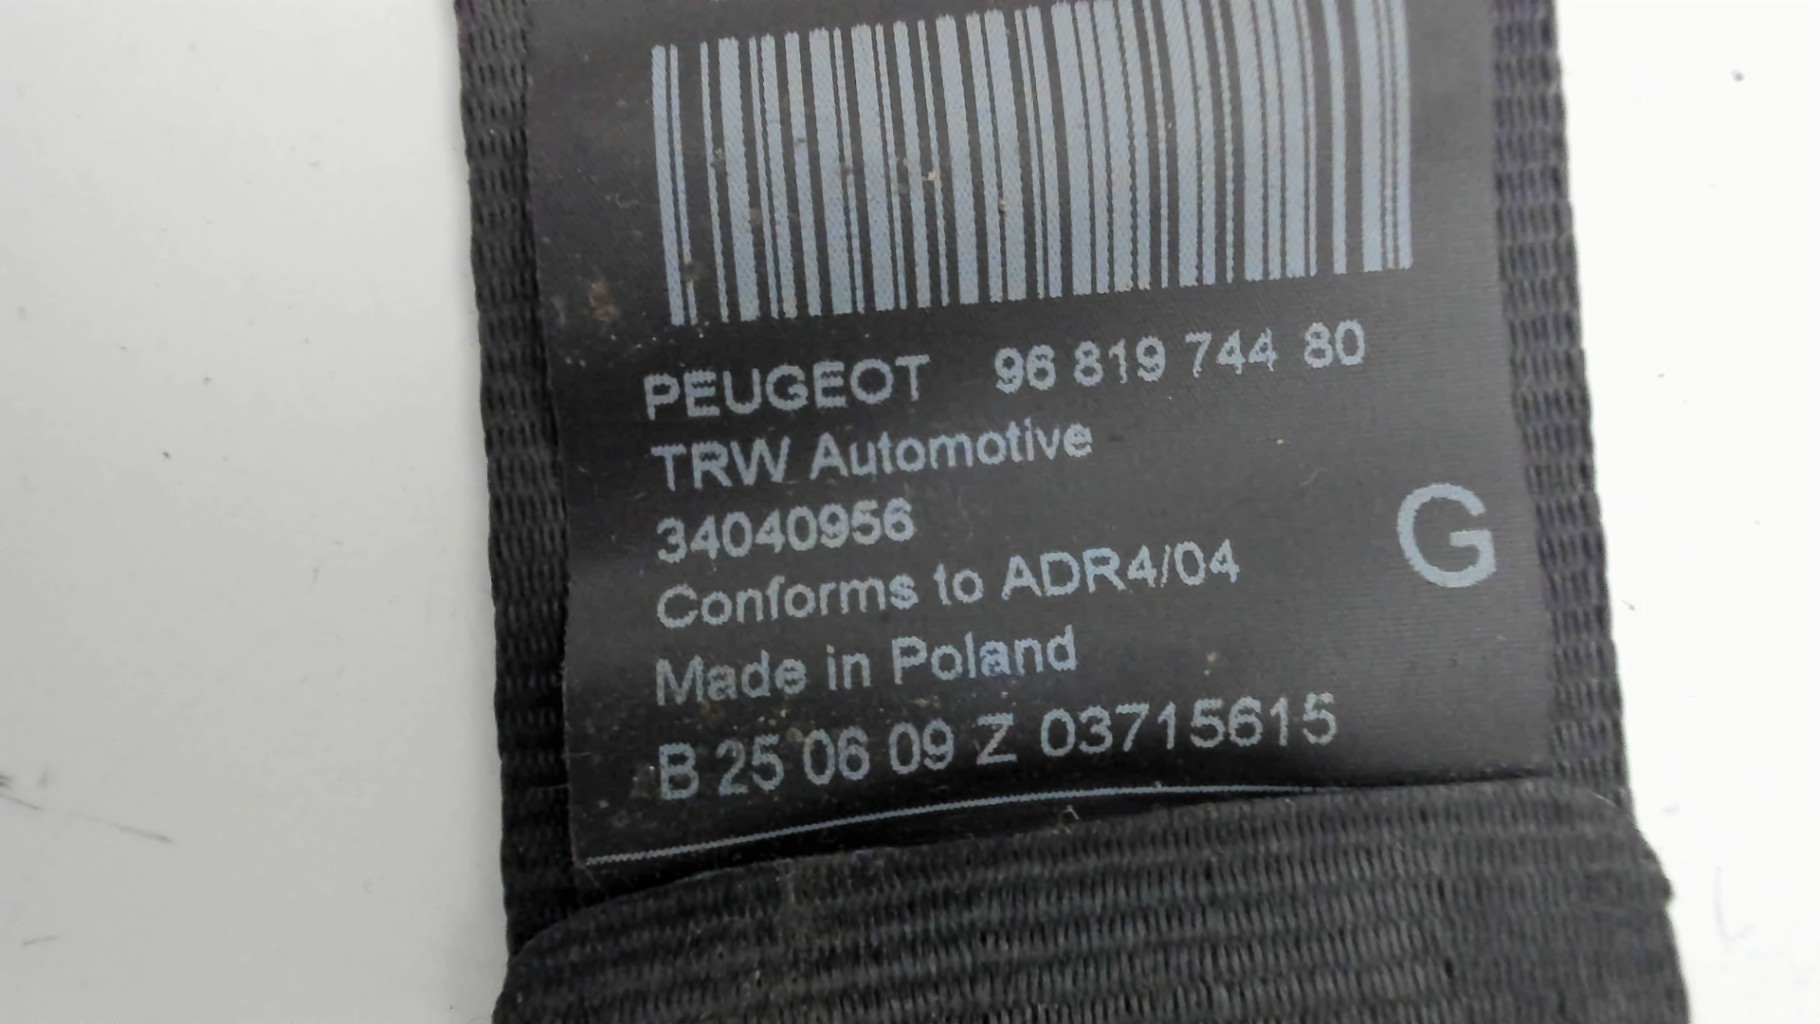 PEUGEOT 96 819 744 80
TRW Automotive
34040956
Conforms to ADR4/04
G
Made in Poland
B 25 06 09 Z 03715615